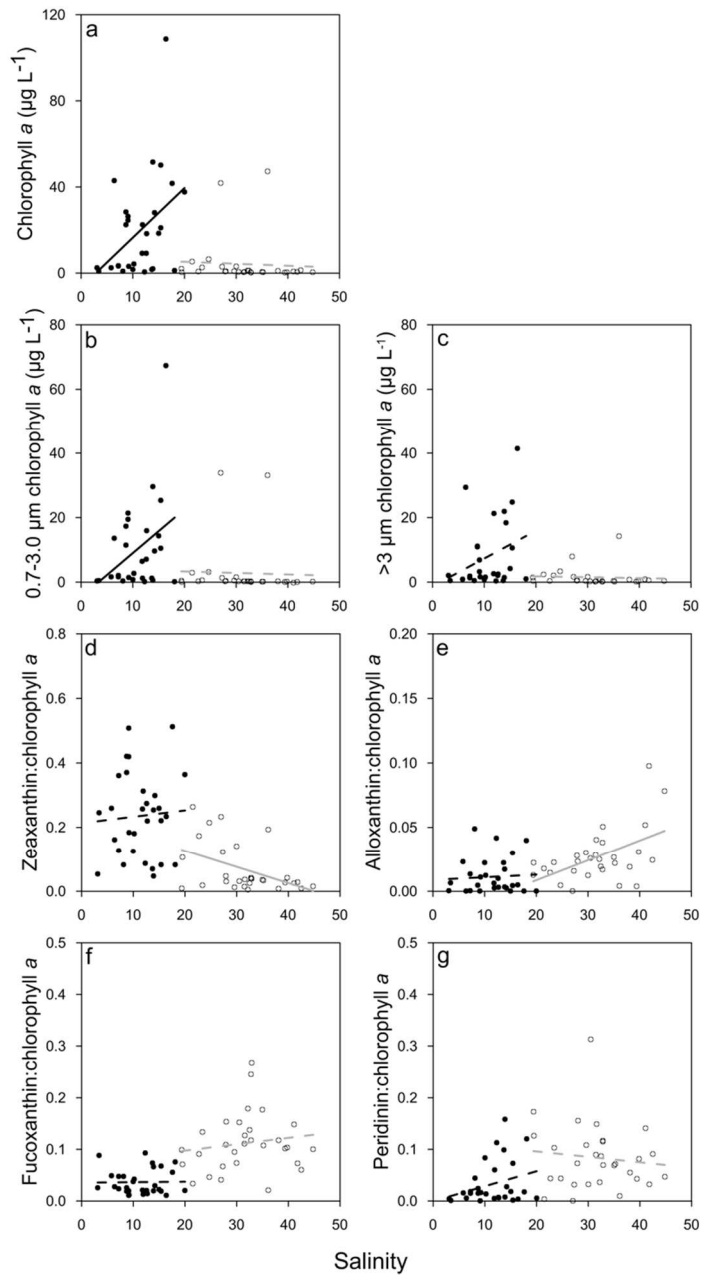 a
Chlorophyll a (µg L-1)
120
80
40
0
0 10 20 30 40 50
b
0.7-3.0 µm chlorophyll a (µg L-1)
80
60
40
20
0
0 10 20 30 40 50
c
>3 µm chlorophyll a (µg L-1)
80
60
40
20
0
0 10 20 30 40 50
d
Zeaxanthin:chlorophyll a
0.8
0.6
0.4
0.2
0.0
0 10 20 30 40 50
e
Alloxanthin:chlorophyll a
0.20
0.15
0.10
0.05
0.00
0 10 20 30 40 50
f
Fucoxanthin:chlorophyll a
0.5
0.4
0.3
0.2
0.1
0.0
0 10 20 30 40 50
g
Peridinin:chlorophyll a
0.5
0.4
0.3
0.2
0.1
0.0
0 10 20 30 40 50
Salinity